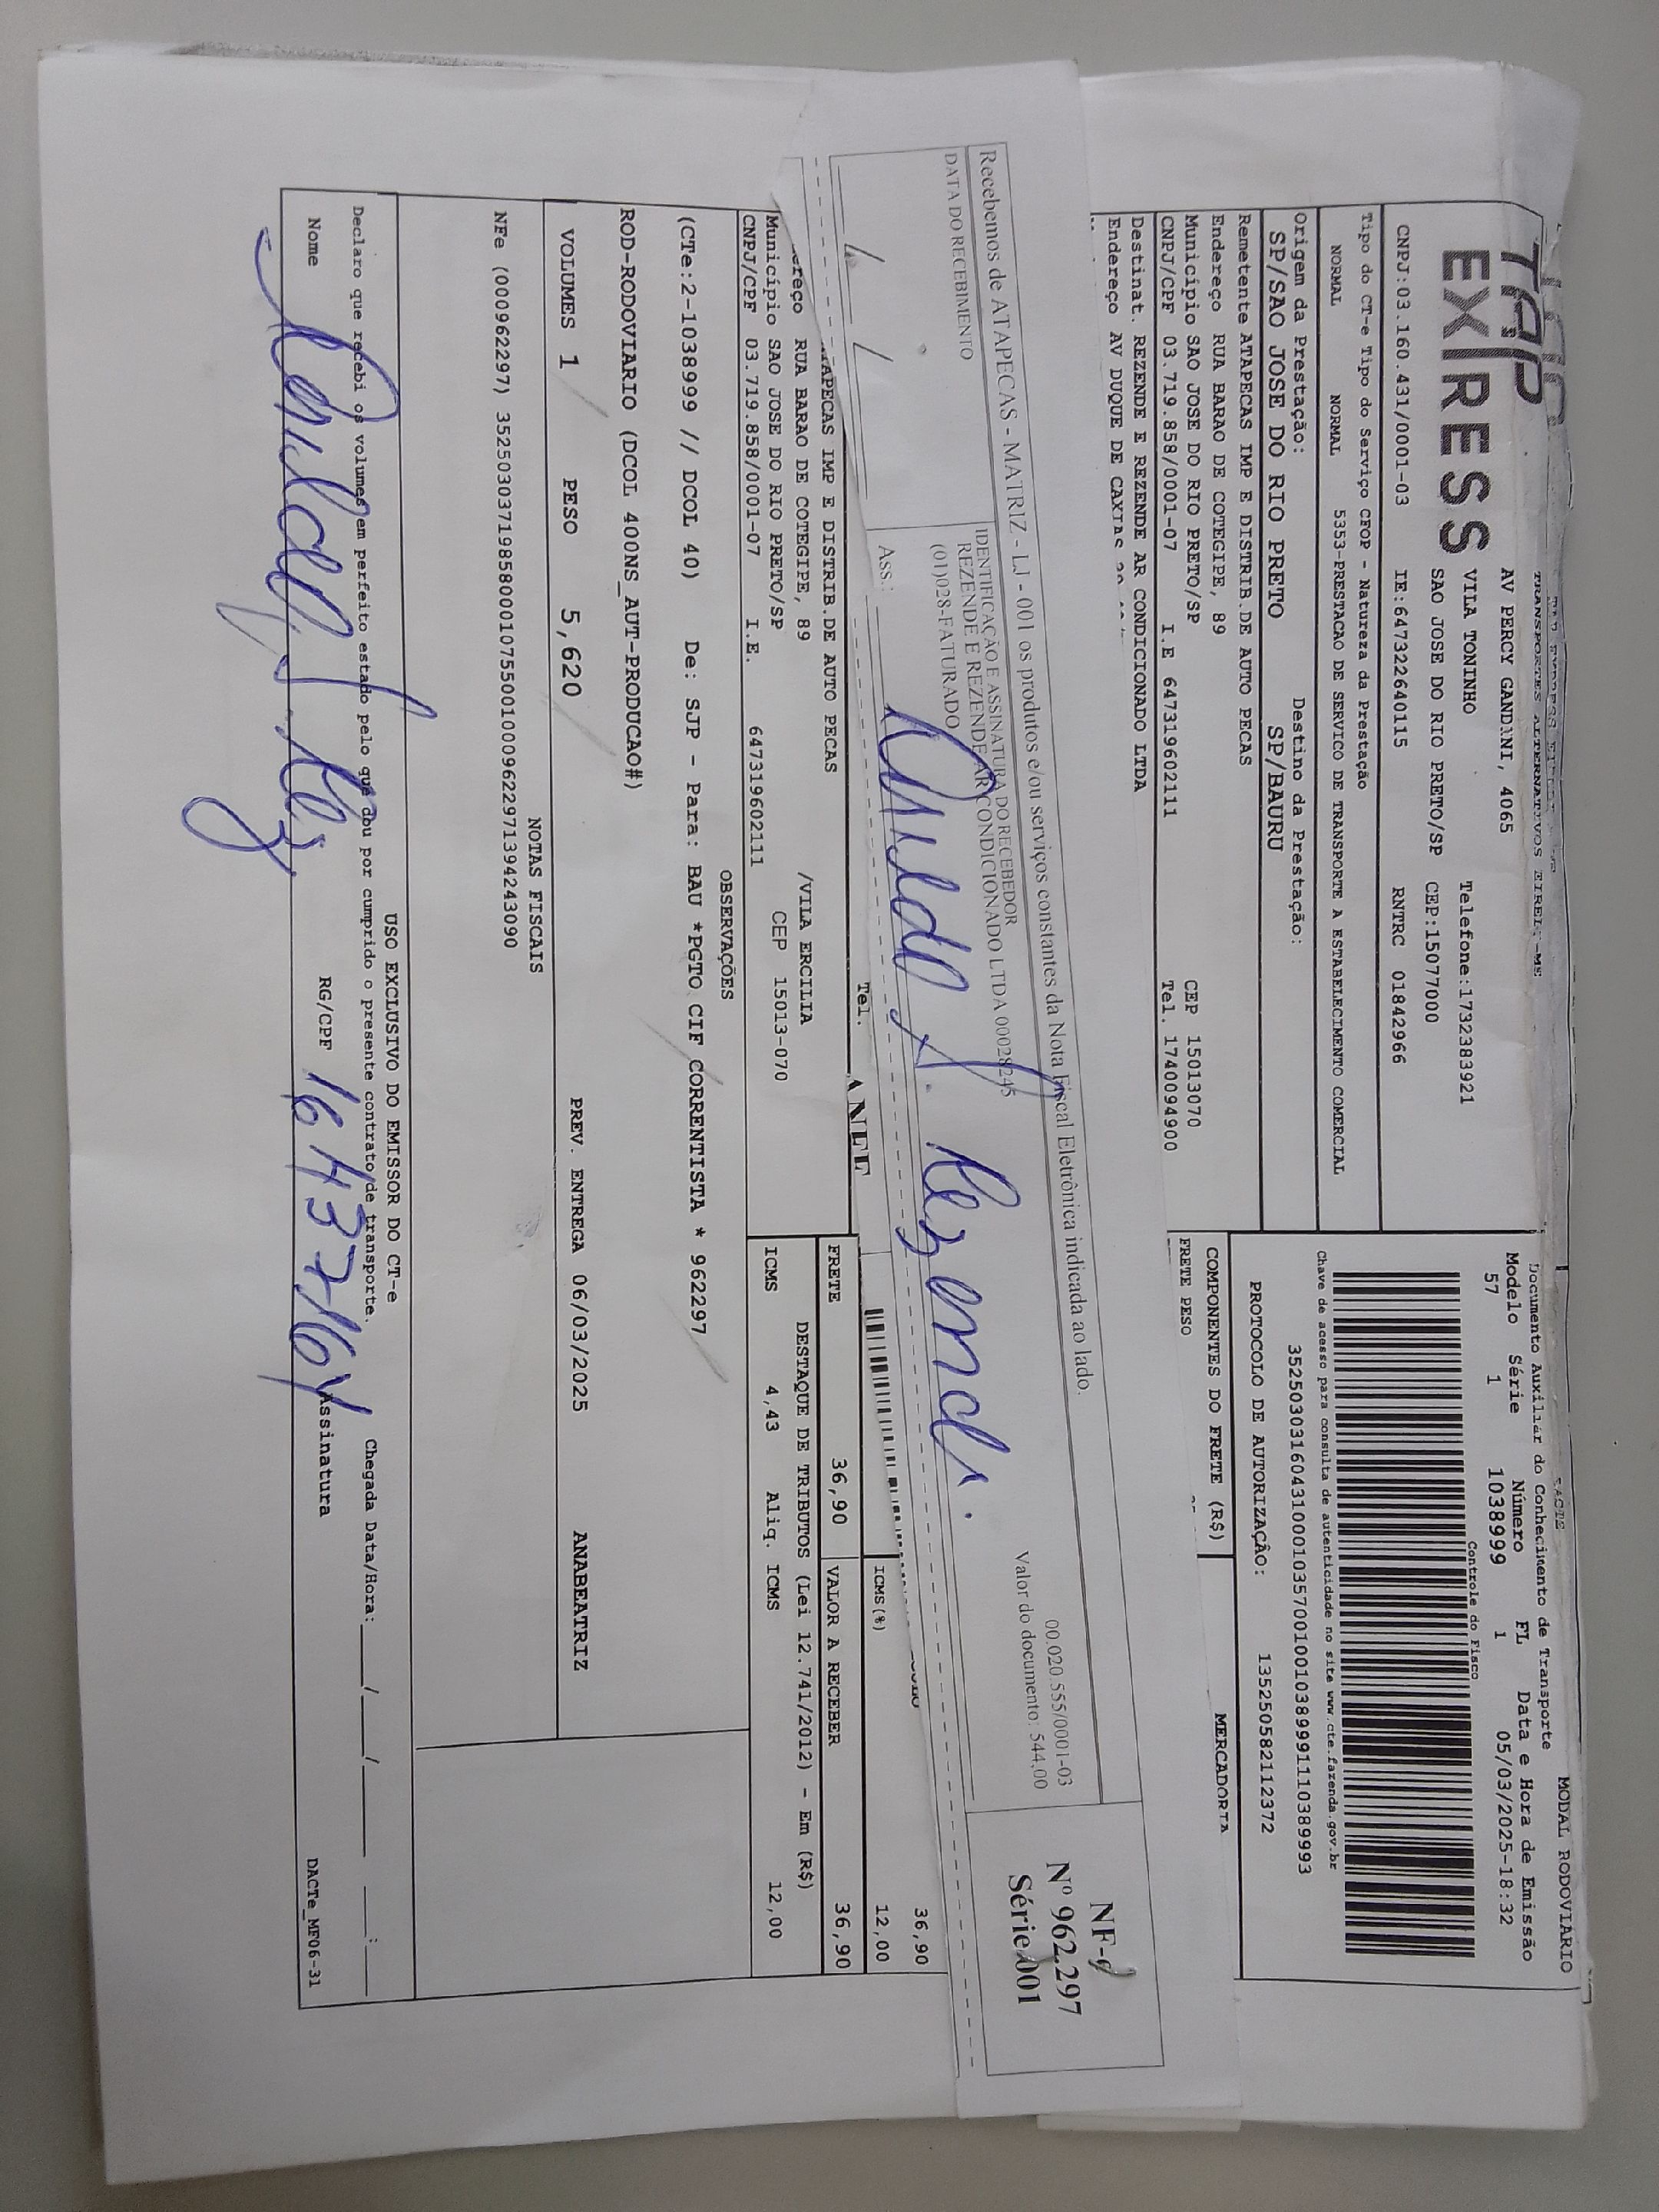 TRANSPORTES ALTERNATIVOS EIRELI-ME
TAP
EXPRESS
AV PERCY GANDINI, 4065
VILA TONINHO
SAO JOSE DO RIO PRETO/SP
Telefone:1732383921
CEP:15077000
CNPJ:03.160.431/0001-03 IE:647322640115 RNTRC 01842966
DACTE MODAL RODOVIÁRIO
Documento Auxiliar do Conhecimento de Transporte
Modelo Série Número FL Data e Hora de Emissão
57 1 1038999 1 05/03/2025-18:32
Controle do Fisco
Chave de acesso para consulta de autenticidade no site www.cte.fazenda.gov.br
35250303160431000103570010010389991110389993
PROTOCOLO DE AUTORIZAÇÃO: 135250582112372
Tipo do CT-e Tipo do Serviço CFOP - Natureza da Prestação
NORMAL NORMAL 5353-PRESTACAO DE SERVICO DE TRANSPORTE A ESTABELECIMENTO COMERCIAL
Origem da Prestação: Destino da Prestação:
SP/SAO JOSE DO RIO PRETO SP/BAURU
Remetente ATAPECAS IMP E DISTRIB.DE AUTO PECAS
Endereço RUA BARAO DE COTEGIPE, 89
Município SAO JOSE DO RIO PRETO/SP CEP 15013070
CNPJ/CPF 03.719.858/0001-07 I.E 647319602111 Tel. 1740094900
Destinat. REZENDE E REZENDE AR CONDICIONADO LTDA
Endereço AV DUQUE DE CAXIAS
COMPONENTES DO FRETE (R$) MERCADORIA
FRETE PESO
Recebemos de ATAPECAS - MATRIZ - LJ - 001 os produtos e/ou serviços constantes da Nota Fiscal Eletrônica indicada ao lado.
DATA DO RECEBIMENTO
IDENTIFICAÇÃO E ASSINATURA DO RECEBEDOR
REZENDE E REZENDE AR CONDICIONADO LTDA 00028245
(01)028-FATURADO
00.020.555/0001-03
Valor do documento: 544,00
/ /
Ass.:
NF-e
Nº 962.297
Série 001
36,90
ICMS(%) 12,00
Tel.
APECAS IMP E DISTRIB.DE AUTO PECAS
ereço RUA BARAO DE COTEGIPE, 89 /VILA ERCILIA
Município SAO JOSE DO RIO PRETO/SP CEP 15013-070
CNPJ/CPF 03.719.858/0001-07 I.E. 647319602111
FRETE 36,90 VALOR A RECEBER 36,90
DESTAQUE DE TRIBUTOS (Lei 12.741/2012) - Em (R$)
ICMS 4,43 Aliq. ICMS 12,00
OBSERVAÇÕES
(CTe:2-1038999 // DCOL 40) De: SJP - Para: BAU *PGTO CIF CORRENTISTA * 962297
ROD-RODOVIARIO (DCOL 400NS_AUT-PRODUCAO#)
VOLUMES 1 PESO 5,620 PREV. ENTREGA 06/03/2025 ANABEATRIZ
NOTAS FISCAIS
NFe (000962297) 35250303719858000107550010009622971394243090
USO EXCLUSIVO DO EMISSOR DO CT-e
Declaro que recebi os volumes em perfeito estado pelo que dou por cumprido o presente contrato de transporte. Chegada Data/Hora: / / :
Nome RG/CPF Assinatura
DACTe_MF06-31